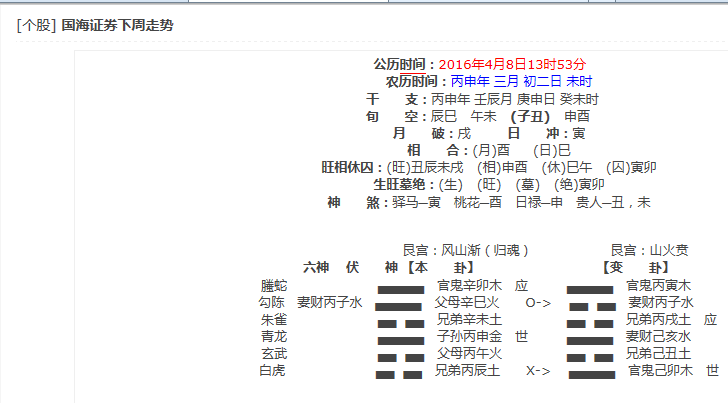 [个股] 国海证券下周走势
公历时间：2016年4月8日13时53分
农历时间：丙申年 三月 初二日 未时
干　　支：丙申年 壬辰月 庚申日 癸未时
旬　　空：辰巳　午未　(子丑)　申酉
月　　破：戌　　日　　冲：寅
相　　合：(月)酉　　(日)巳
旺相休囚：(旺)丑辰未戌　(相)申酉　(休)巳午　(囚)寅卯
生旺墓绝：(生)　(旺)　(墓)　(绝)寅卯
神　　煞：驿马─寅　桃花─酉　日禄─申　贵人─丑，未
艮宫：风山渐（归魂）　　艮宫：山火贲
六神　伏　　神【本　　卦】　　【变　　卦】
螣蛇　官鬼辛卯木　应　官鬼丙寅木
勾陈　妻财丙子水　父母辛巳火　O->　妻财丙子水
朱雀　兄弟辛未土　兄弟丙戌土　应
青龙　子孙丙申金　世　妻财己亥水
玄武　父母丙午火　兄弟己丑土
白虎　兄弟丙辰土　X->　官鬼己卯木　世